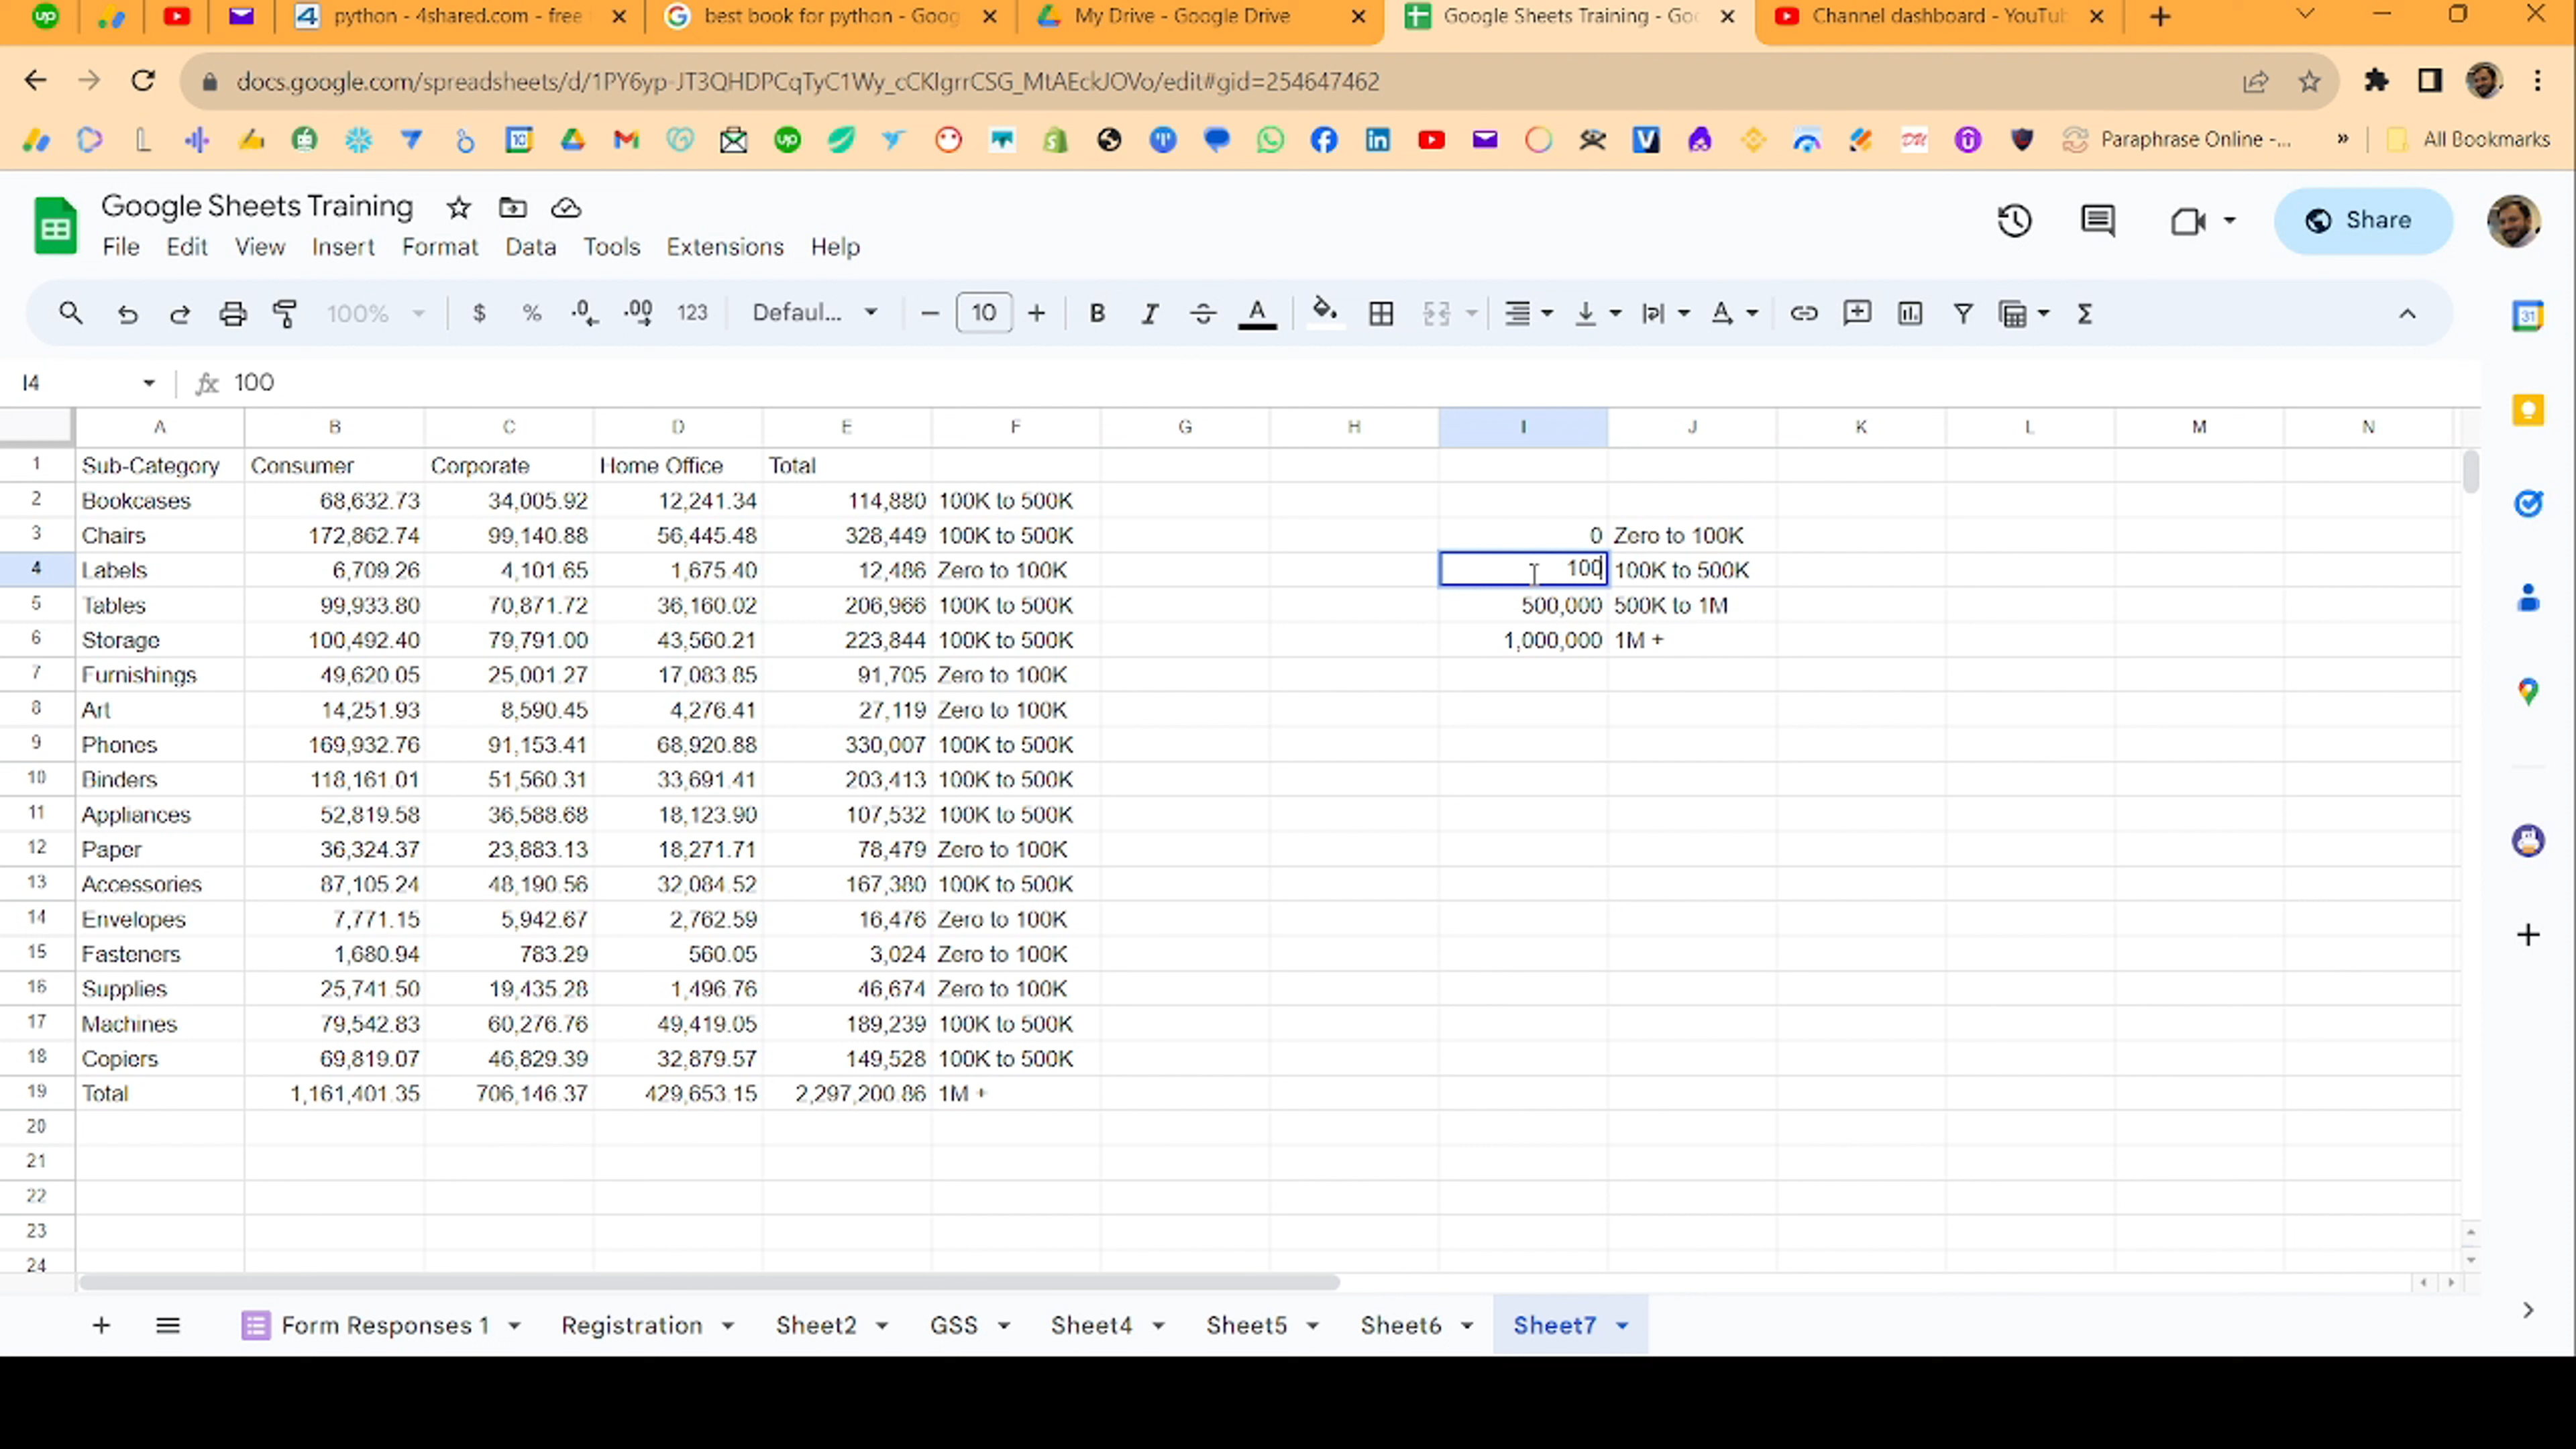 python - 4shared.com - free
best book for python - Goog
My Drive - Google Drive
Google Sheets Training - Goo
Channel dashboard - YouTub
docs.google.com/spreadsheets/d/1PY6yp-JT3QHDPCqTyC1Wy_cCKIgrrCSG_MtAEckJOVo/edit#gid=254647462
Paraphrase Online -...
All Bookmarks
Google Sheets Training
File Edit View Insert Format Data Tools Extensions Help
Share
100% $ % .0 .00 123 Defaul... 10 B
I4 fx 100
A B C D E F G H I J K L M N
1 Sub-Category Consumer Corporate Home Office Total
2 Bookcases 68,632.73 34,005.92 12,241.34 114,880 100K to 500K
3 Chairs 172,862.74 99,140.88 56,445.48 328,449 100K to 500K 0 Zero to 100K
4 Labels 6,709.26 4,101.65 1,675.40 12,486 Zero to 100K 100 100K to 500K
5 Tables 99,933.80 70,871.72 36,160.02 206,966 100K to 500K 500,000 500K to 1M
6 Storage 100,492.40 79,791.00 43,560.21 223,844 100K to 500K 1,000,000 1M +
7 Furnishings 49,620.05 25,001.27 17,083.85 91,705 Zero to 100K
8 Art 14,251.93 8,590.45 4,276.41 27,119 Zero to 100K
9 Phones 169,932.76 91,153.41 68,920.88 330,007 100K to 500K
10 Binders 118,161.01 51,560.31 33,691.41 203,413 100K to 500K
11 Appliances 52,819.58 36,588.68 18,123.90 107,532 100K to 500K
12 Paper 36,324.37 23,883.13 18,271.71 78,479 Zero to 100K
13 Accessories 87,105.24 48,190.56 32,084.52 167,380 100K to 500K
14 Envelopes 7,771.15 5,942.67 2,762.59 16,476 Zero to 100K
15 Fasteners 1,680.94 783.29 560.05 3,024 Zero to 100K
16 Supplies 25,741.50 19,435.28 1,496.76 46,674 Zero to 100K
17 Machines 79,542.83 60,276.76 49,419.05 189,239 100K to 500K
18 Copiers 69,819.07 46,829.39 32,879.57 149,528 100K to 500K
19 Total 1,161,401.35 706,146.37 429,653.15 2,297,200.86 1M +
20
21
22
23
24
Form Responses 1 Registration Sheet2 GSS Sheet4 Sheet5 Sheet6 Sheet7